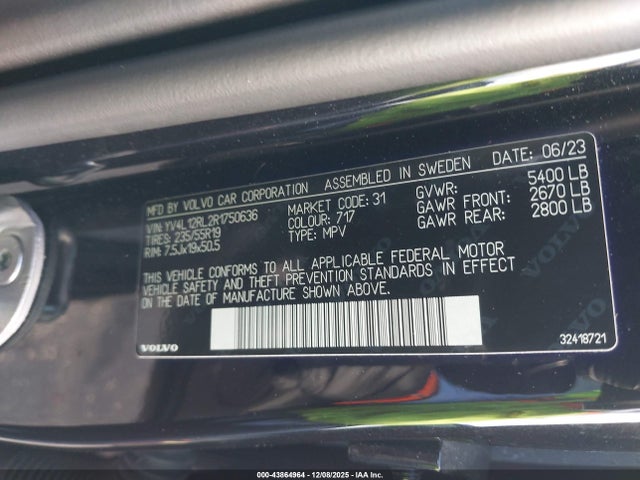 MFD BY VOLVO CAR CORPORATION ASSEMBLED IN SWEDEN DATE: 06/23
VIN: YV4L12RL2R1750636 MARKET CODE: 31 GVWR: 5400 LB
TIRES: 235/55R19 COLOUR: 717 GAWR FRONT: 2670 LB
RIM: 7.5Jx19x50.5 TYPE: MPV GAWR REAR: 2800 LB
THIS VEHICLE CONFORMS TO ALL APPLICABLE FEDERAL MOTOR
VEHICLE SAFETY AND THEFT PREVENTION STANDARDS IN EFFECT
ON THE DATE OF MANUFACTURE SHOWN ABOVE.
VOLVO 32418721
000-43864964 - 12/08/2025 - IAA Inc.